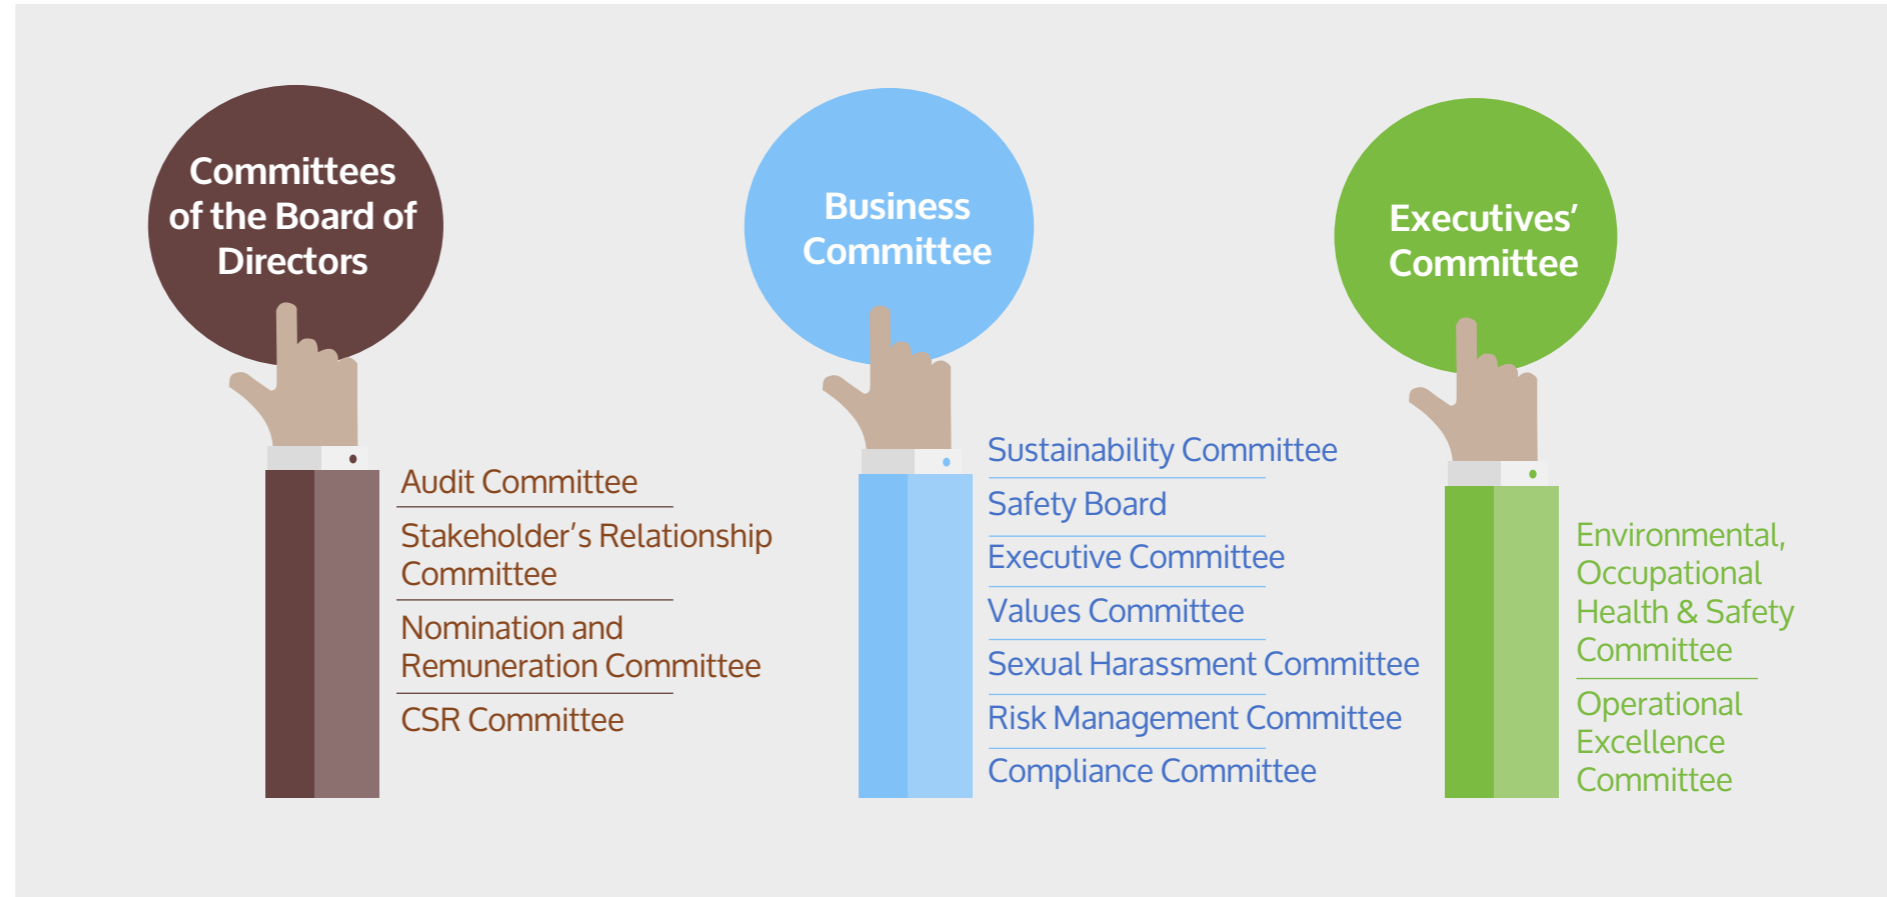 Committees
of the Board of
Directors
Audit Committee
Stakeholder’s Relationship
Committee
Nomination and
Remuneration Committee
CSR Committee
Business
Committee
Sustainability Committee
Safety Board
Executive Committee
Values Committee
Sexual Harassment Committee
Risk Management Committee
Compliance Committee
Executives’
Committee
Environmental,
Occupational
Health & Safety
Committee
Operational
Excellence
Committee